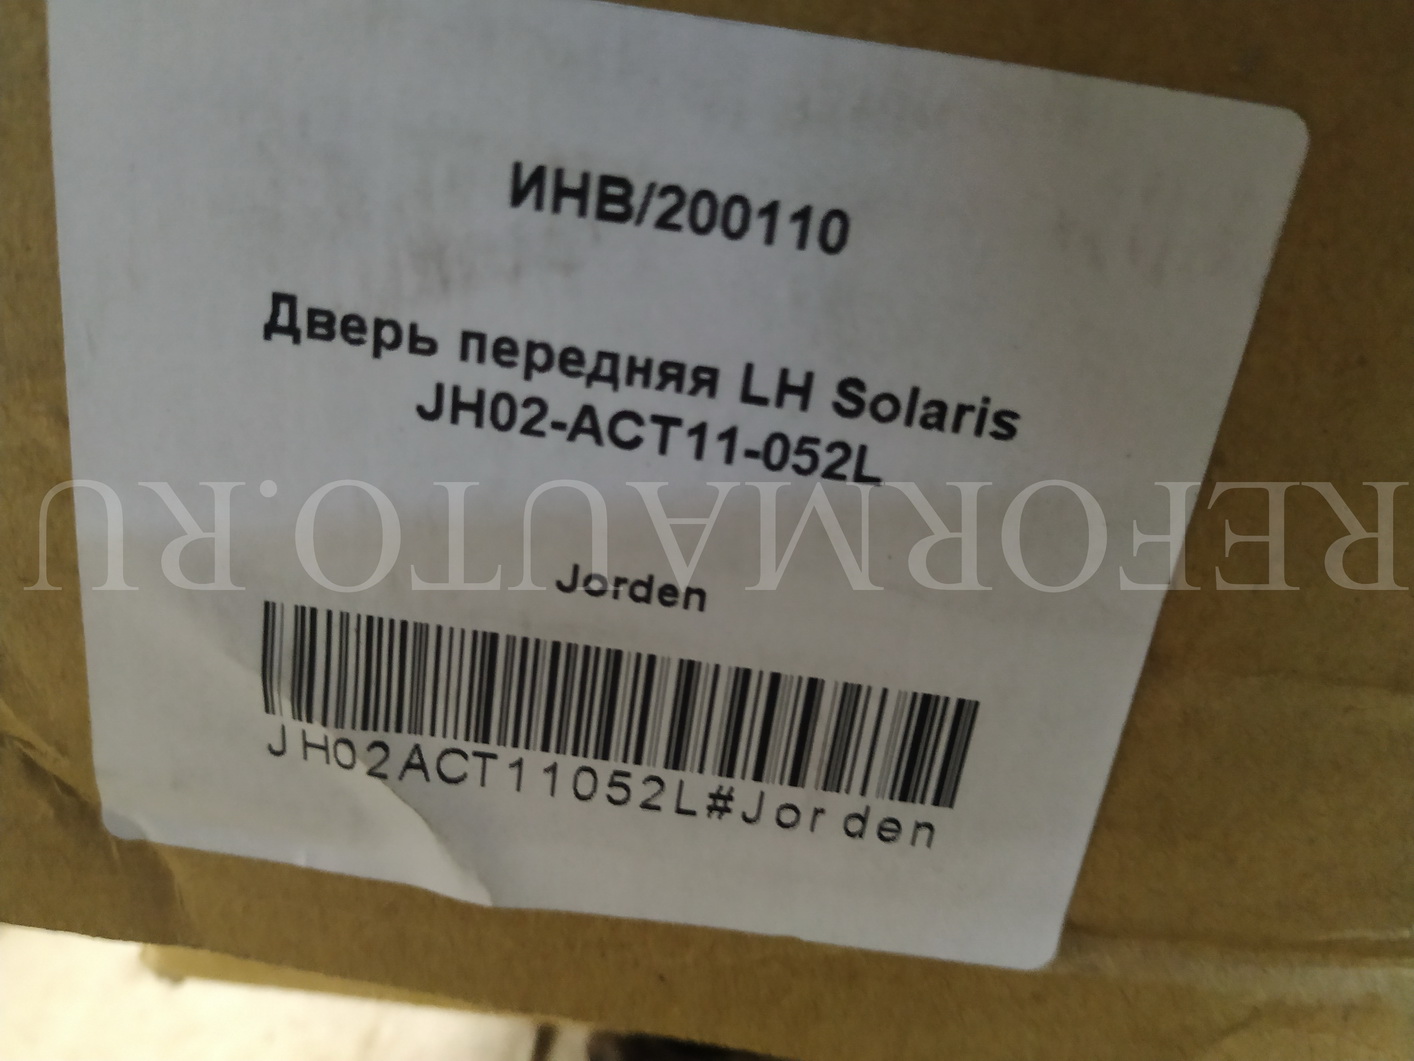 ИНВ/200110
Дверь передняя LH Solaris
JH02-ACT11-052L
REFORMAUTO.RU
Jorden
JH02ACT11052L#Jorden